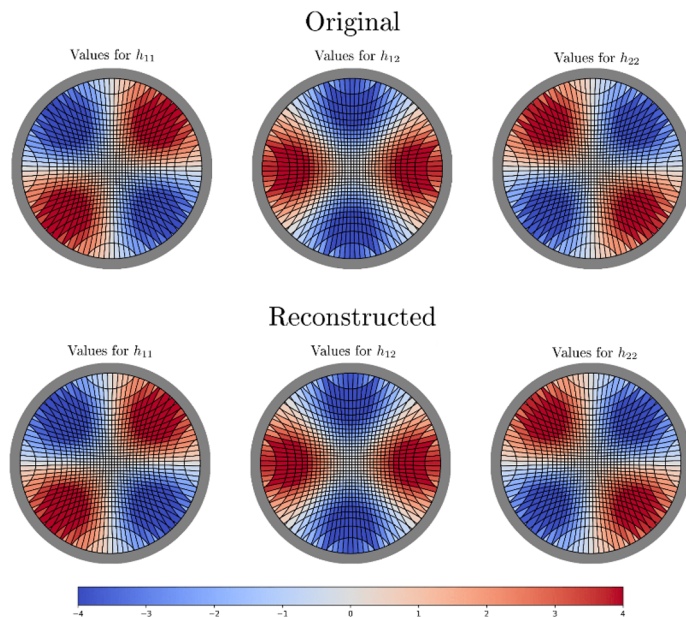 Original
Values for h₁₁
Values for h₁₂
Values for h₂₂
Reconstructed
Values for h₁₁
Values for h₁₂
Values for h₂₂
−4 −3 −2 −1 0 1 2 3 4